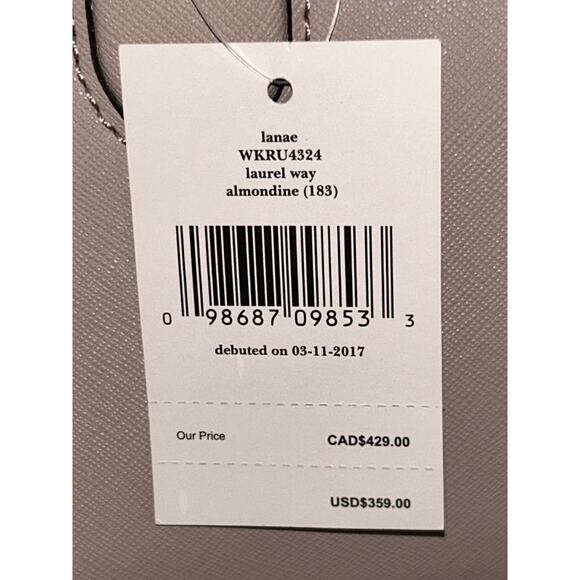 lanae
WKRU4324
laurel way
almondine (183)
0 98687 09853 3
debuted on 03-11-2017
Our Price CAD$429.00
USD$359.00